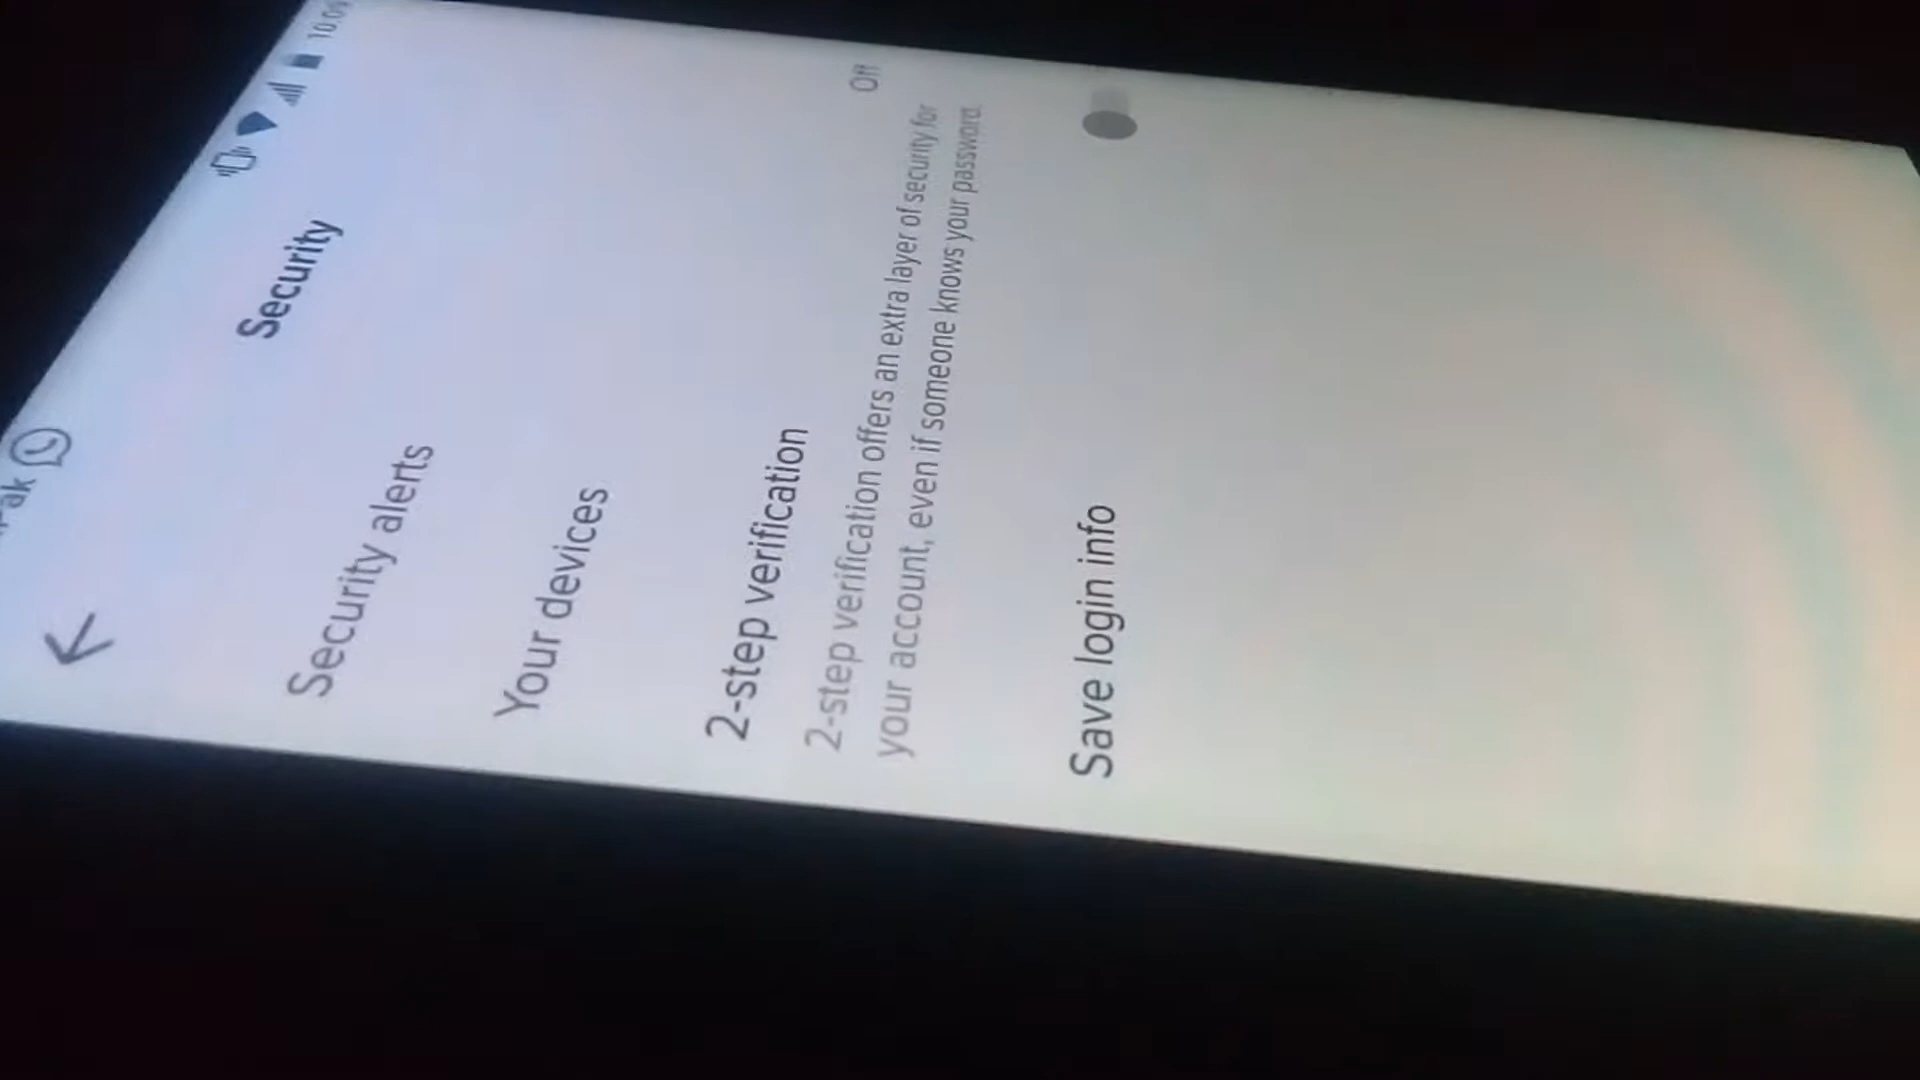 Security
Security alerts
Your devices
2-step verification
Off
2-step verification offers an extra layer of security for
your account, even if someone knows your password.
Save login info